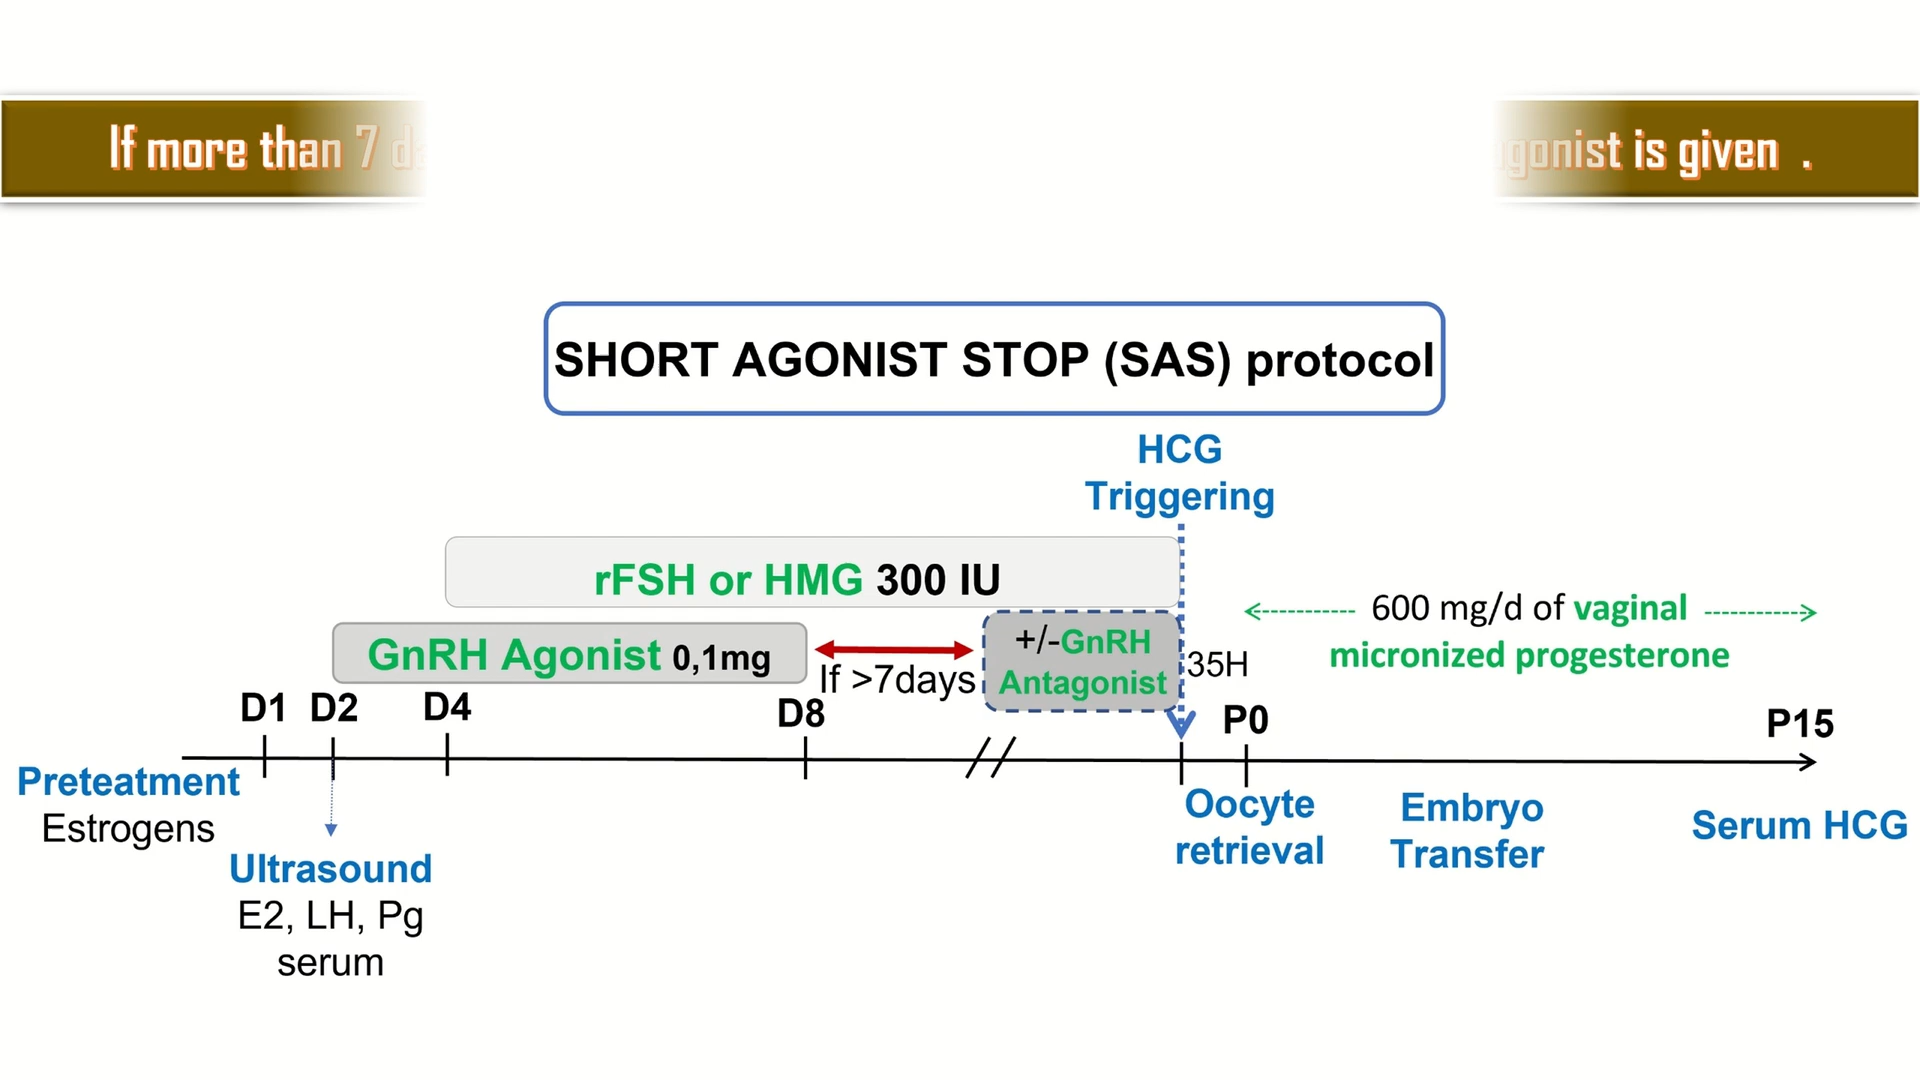 If more than 7
is given .
SHORT AGONIST STOP (SAS) protocol
HCG
Triggering
rFSH or HMG 300 IU
GnRH Agonist 0,1mg
If >7days
+/-GnRH
Antagonist
35H
600 mg/d of vaginal
micronized progesterone
D1
D2
D4
D8
P0
P15
Preteatment
Estrogens
Ultrasound
E2, LH, Pg
serum
Oocyte
retrieval
Embryo
Transfer
Serum HCG